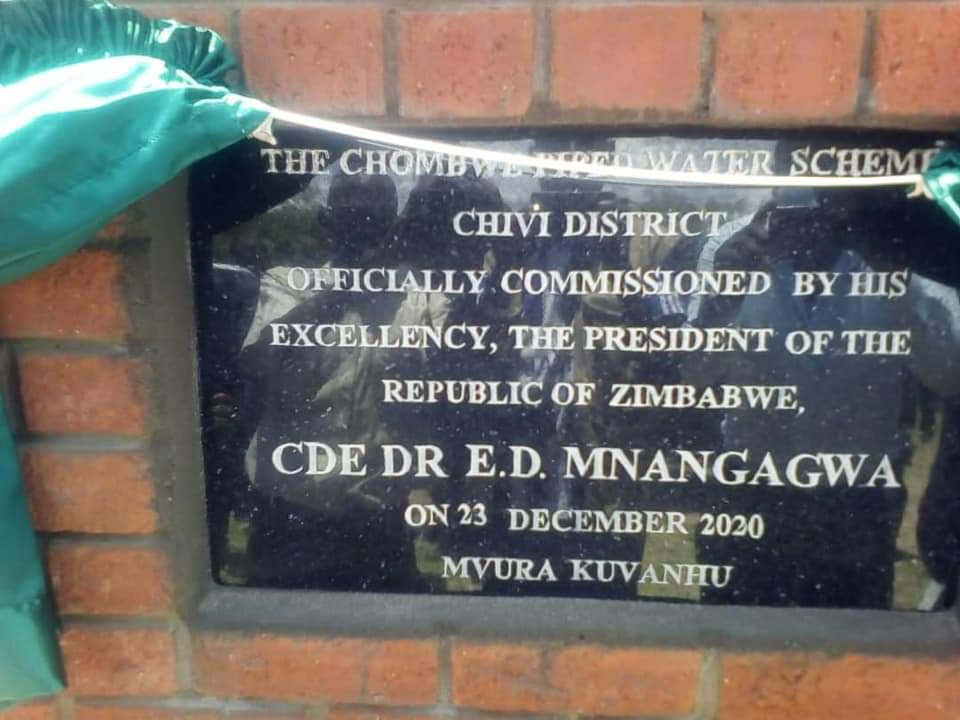 THE CHOMBWE PIPED WATER SCHEME
CHIVI DISTRICT
OFFICIALLY COMMISSIONED BY HIS
EXCELLENCY, THE PRESIDENT OF THE
REPUBLIC OF ZIMBABWE,
CDE DR E.D. MNANGAGWA
ON 23 DECEMBER 2020
MVURA KUVANHU